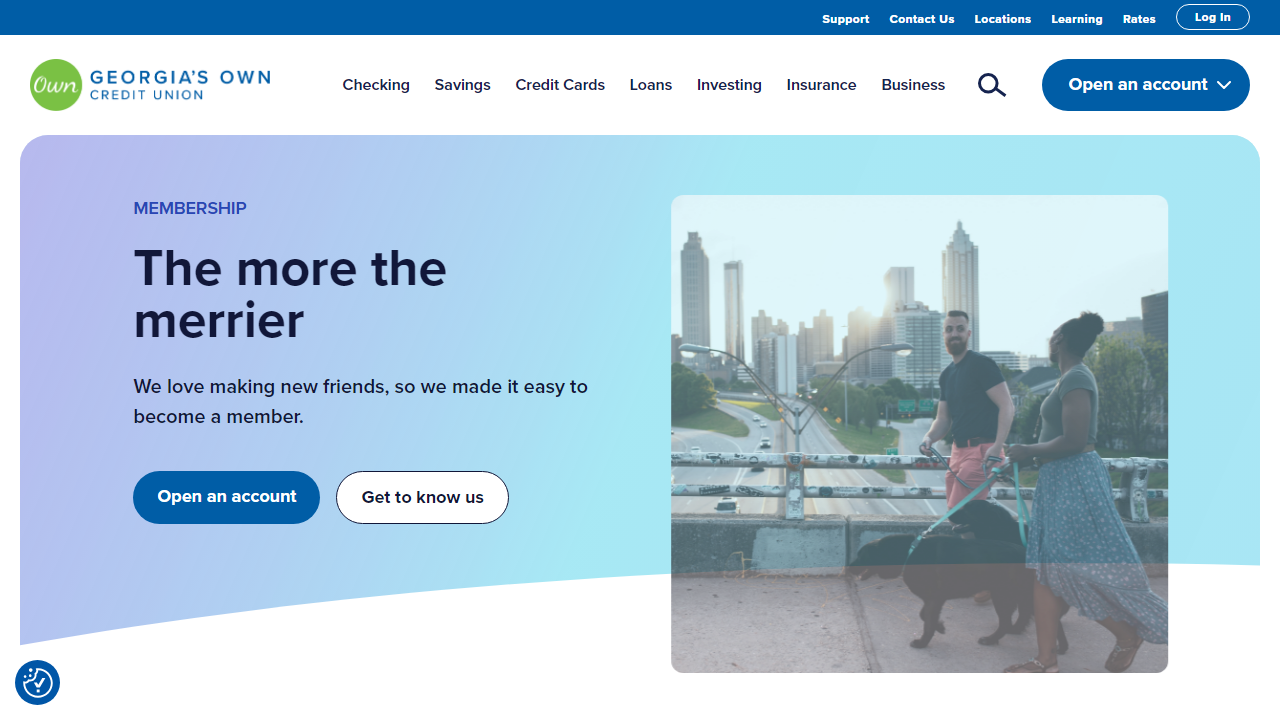 Support Contact Us Locations Learning Rates Log In
Own GEORGIA'S OWN
CREDIT UNION
Checking Savings Credit Cards Loans Investing Insurance Business Open an account
MEMBERSHIP
The more the
merrier
We love making new friends, so we made it easy to
become a member.
Open an account Get to know us